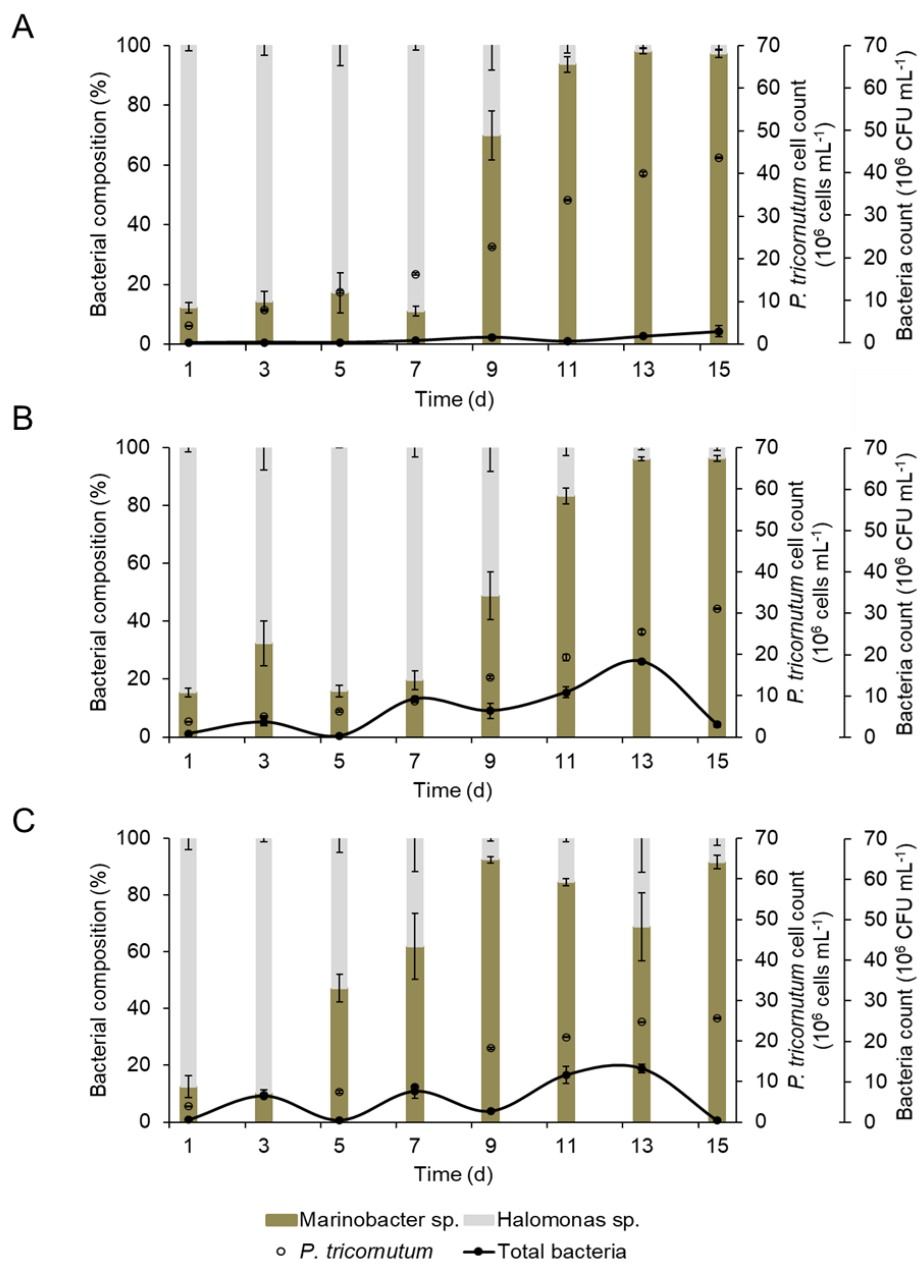 A
Bacterial composition (%)
100
80
60
40
20
0
1 3 5 7 9 11 13 15
Time (d)
70
60
50
40
30
20
10
0
P. tricornutum cell count
(10⁶ cells mL⁻¹)
70
60
50
40
30
20
10
0
Bacteria count (10⁶ CFU mL⁻¹)
B
Bacterial composition (%)
100
80
60
40
20
0
1 3 5 7 9 11 13 15
Time (d)
70
60
50
40
30
20
10
0
P. tricornutum cell count
(10⁶ cells mL⁻¹)
70
60
50
40
30
20
10
0
Bacteria count (10⁶ CFU mL⁻¹)
C
Bacterial composition (%)
100
80
60
40
20
0
1 3 5 7 9 11 13 15
Time (d)
70
60
50
40
30
20
10
0
P. tricornutum cell count
(10⁶ cells mL⁻¹)
70
60
50
40
30
20
10
0
Bacteria count (10⁶ CFU mL⁻¹)
Marinobacter sp. Halomonas sp.
P. tricornutum Total bacteria